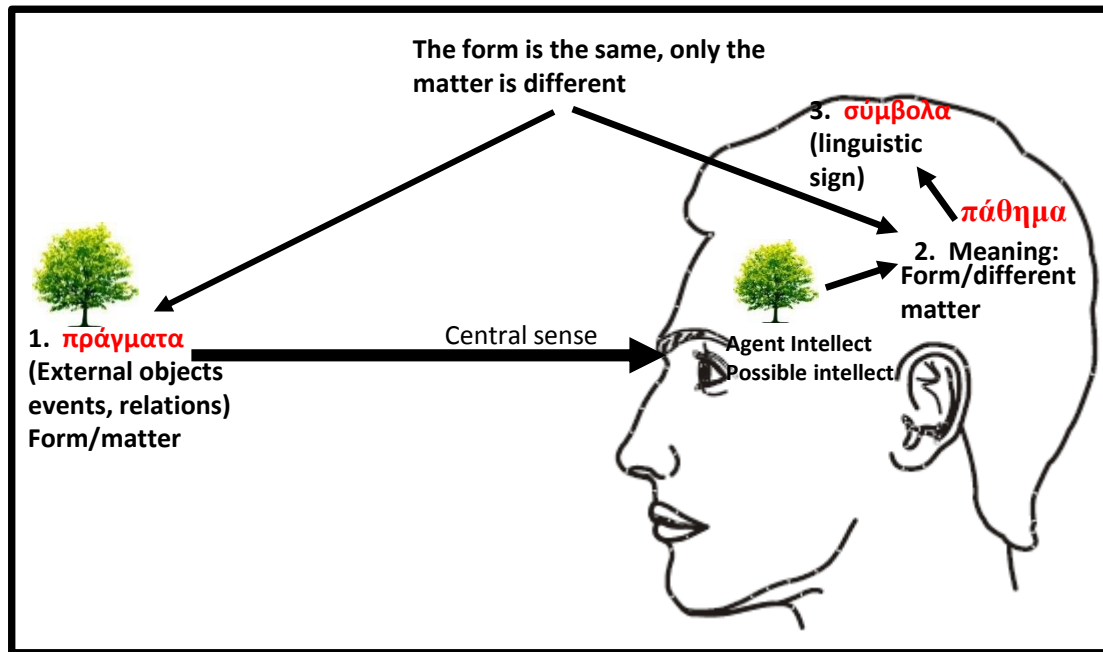 The form is the same, only the
matter is different
3. σύμβολα
(linguistic
sign)
πάθημα
2. Meaning:
Form/different
matter
1. πράγματα
(External objects
events, relations)
Form/matter
Central sense
Agent Intellect
Possible intellect